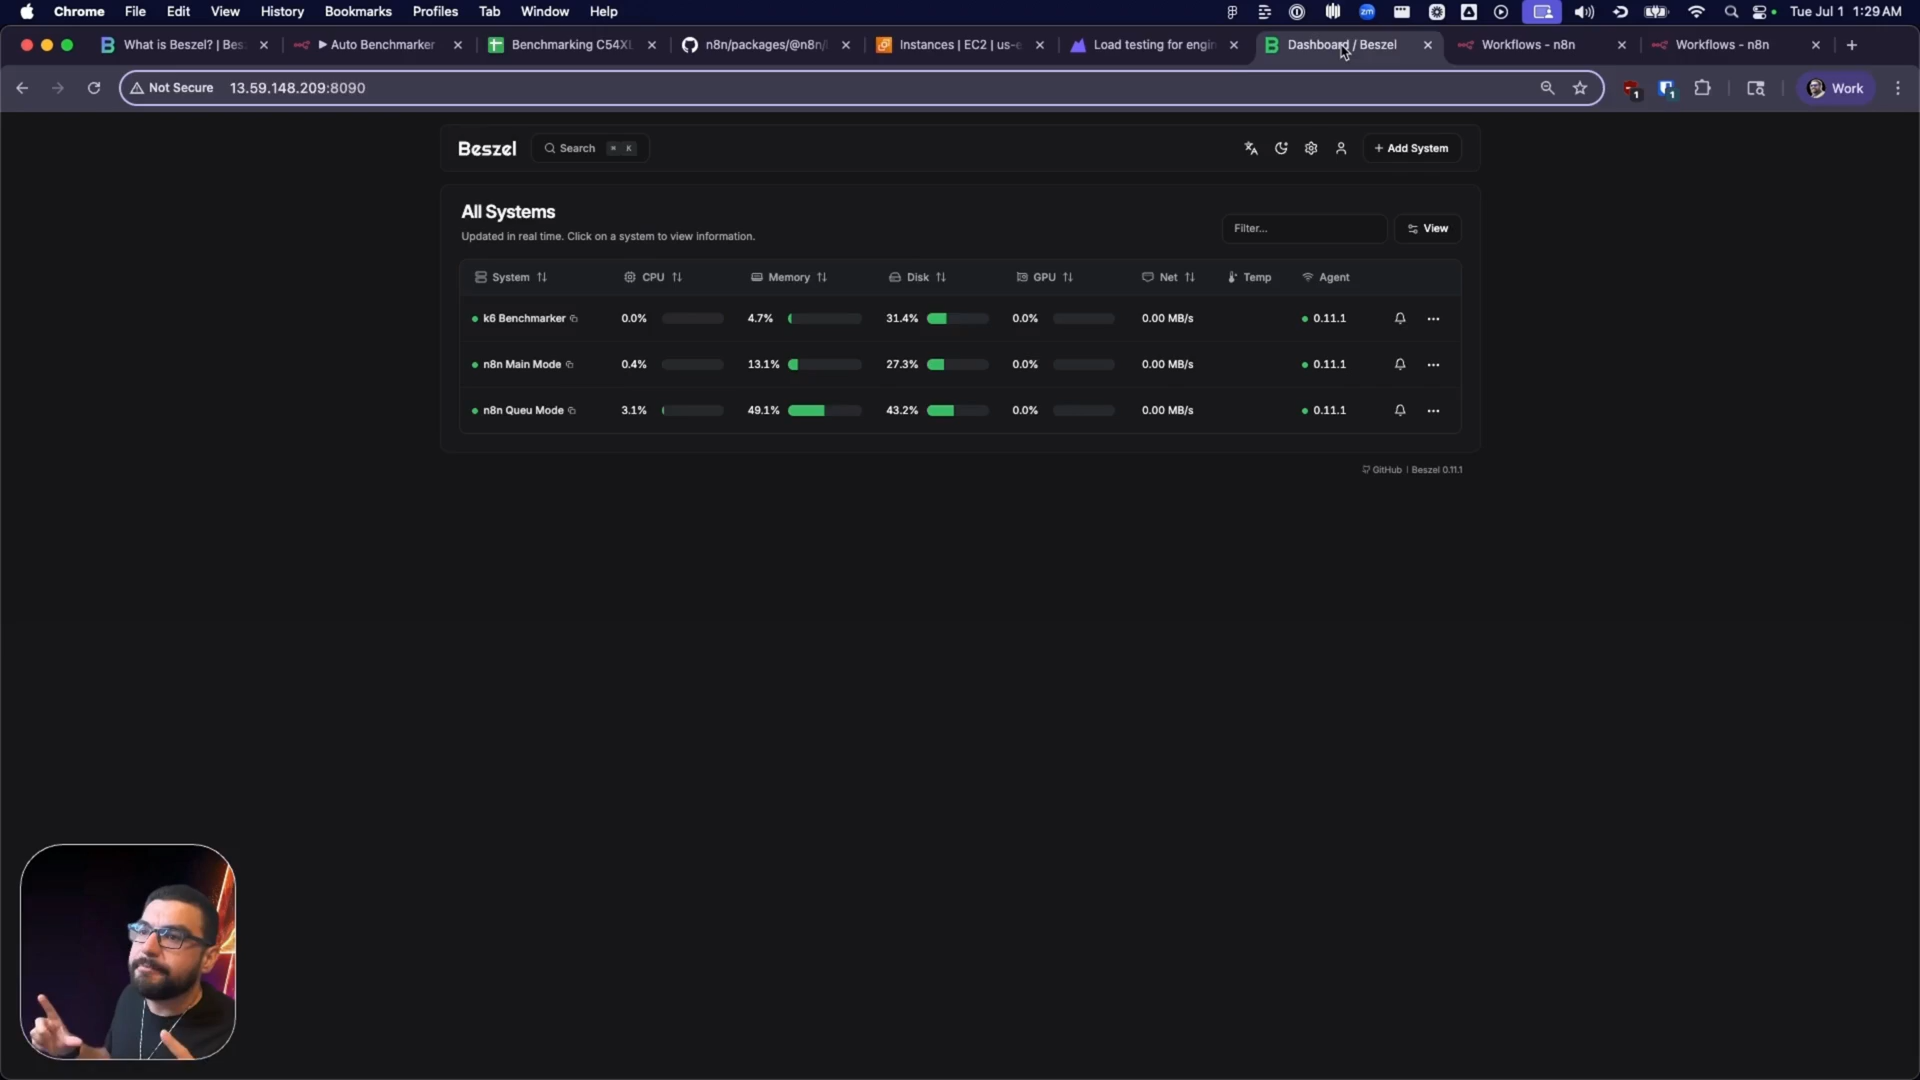 Chrome File Edit View History Bookmarks Profiles Tab Window Help zm Tue Jul 1 1:29 AM
What is Beszel? | Bes Auto Benchmarker Benchmarking C54XL n8n/packages/@n8n/ Instances | EC2 | us-e Load testing for engin Dashboard / Beszel Workflows - n8n Workflows - n8n
Not Secure 13.59.148.209:8090 1 1 Work
Beszel Search K + Add System
All Systems
Updated in real time. Click on a system to view information.
Filter... View
System CPU Memory Disk GPU Net Temp Agent
k6 Benchmarker 0.0% 4.7% 31.4% 0.0% 0.00 MB/s 0.11.1
n8n Main Mode 0.4% 13.1% 27.3% 0.0% 0.00 MB/s 0.11.1
n8n Queu Mode 3.1% 49.1% 43.2% 0.0% 0.00 MB/s 0.11.1
GitHub | Beszel 0.11.1